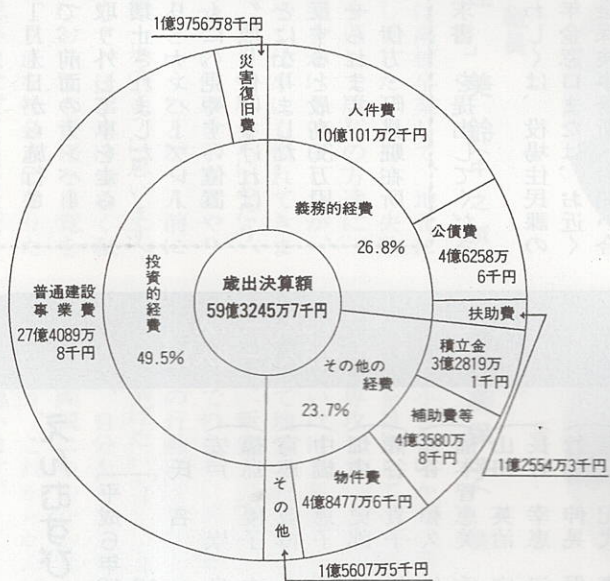 1億9756万8千円
災害復旧費
人件費
10億101万2千円
義務的経費
26.8%
公債費
4億6258万
6千円
扶助費
歳出決算額
59億3245万7千円
投資的経費
49.5%
普通建設
事業費
27億4089万
8千円
積立金
3億2819万
1千円
その他の
経費
23.7%
補助費等
4億3580万
8千円
1億2554万3千円
物件費
4億8477万6千円
その他
1億5607万5千円